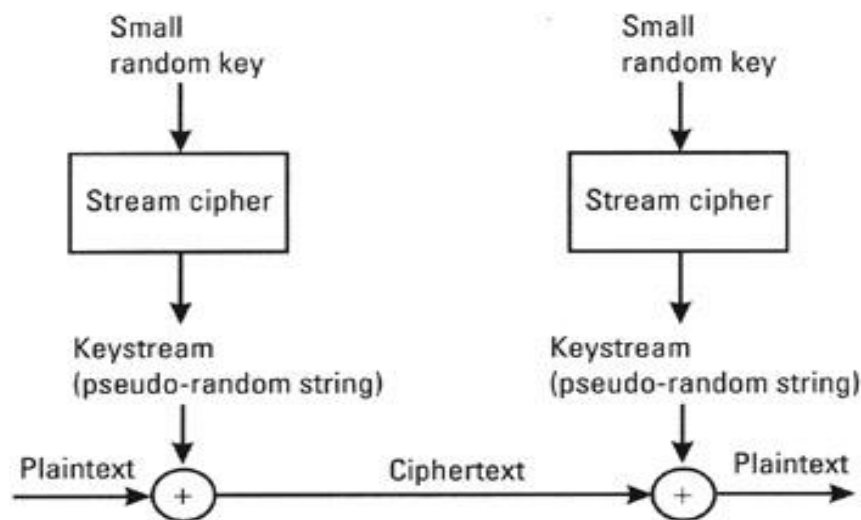 Small
random key
Small
random key
Stream cipher
Stream cipher
Keystream
(pseudo-random string)
Keystream
(pseudo-random string)
Plaintext
+
Ciphertext
+
Plaintext